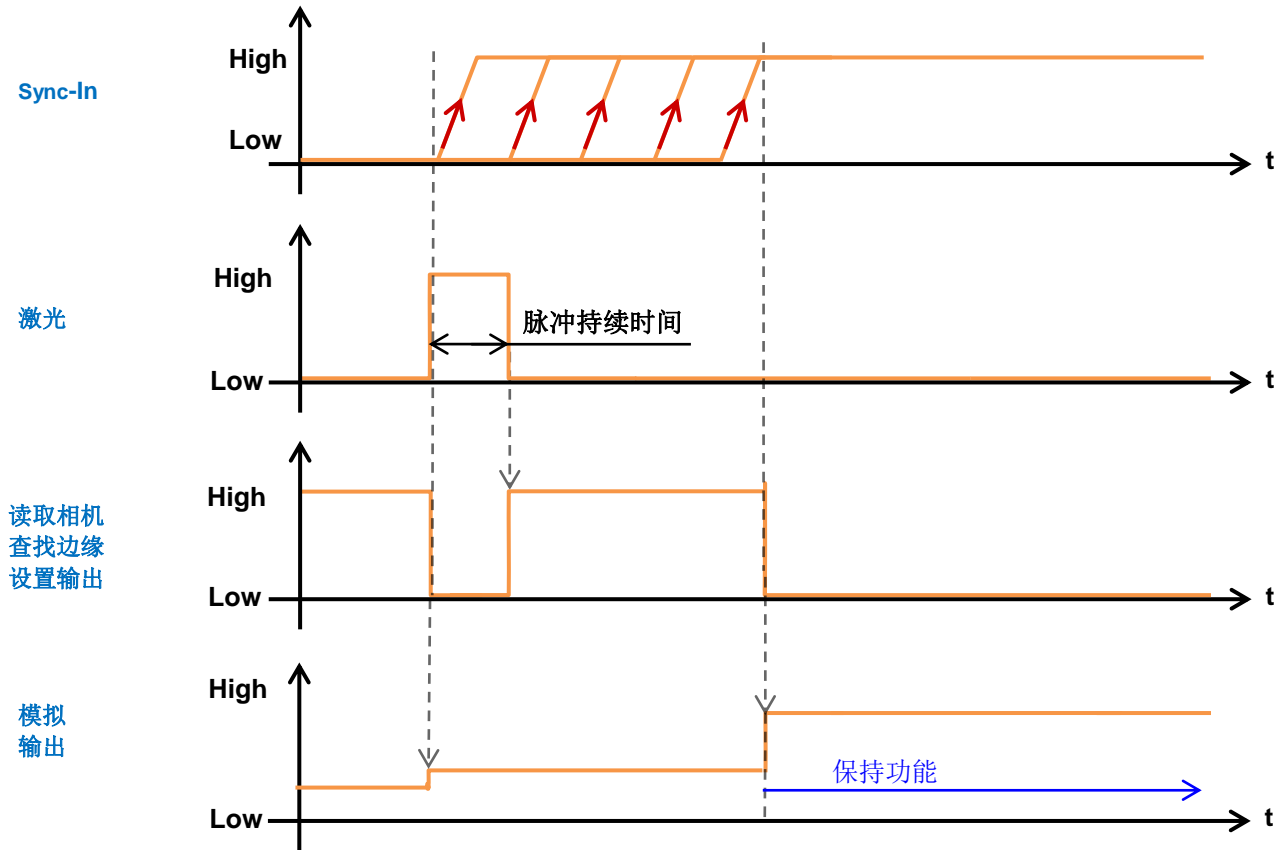 High
Sync-In
Low
t
High
激光
脉冲持续时间
Low
t
High
读取相机
查找边缘
设置输出
Low
t
High
模拟
输出
保持功能
Low
t